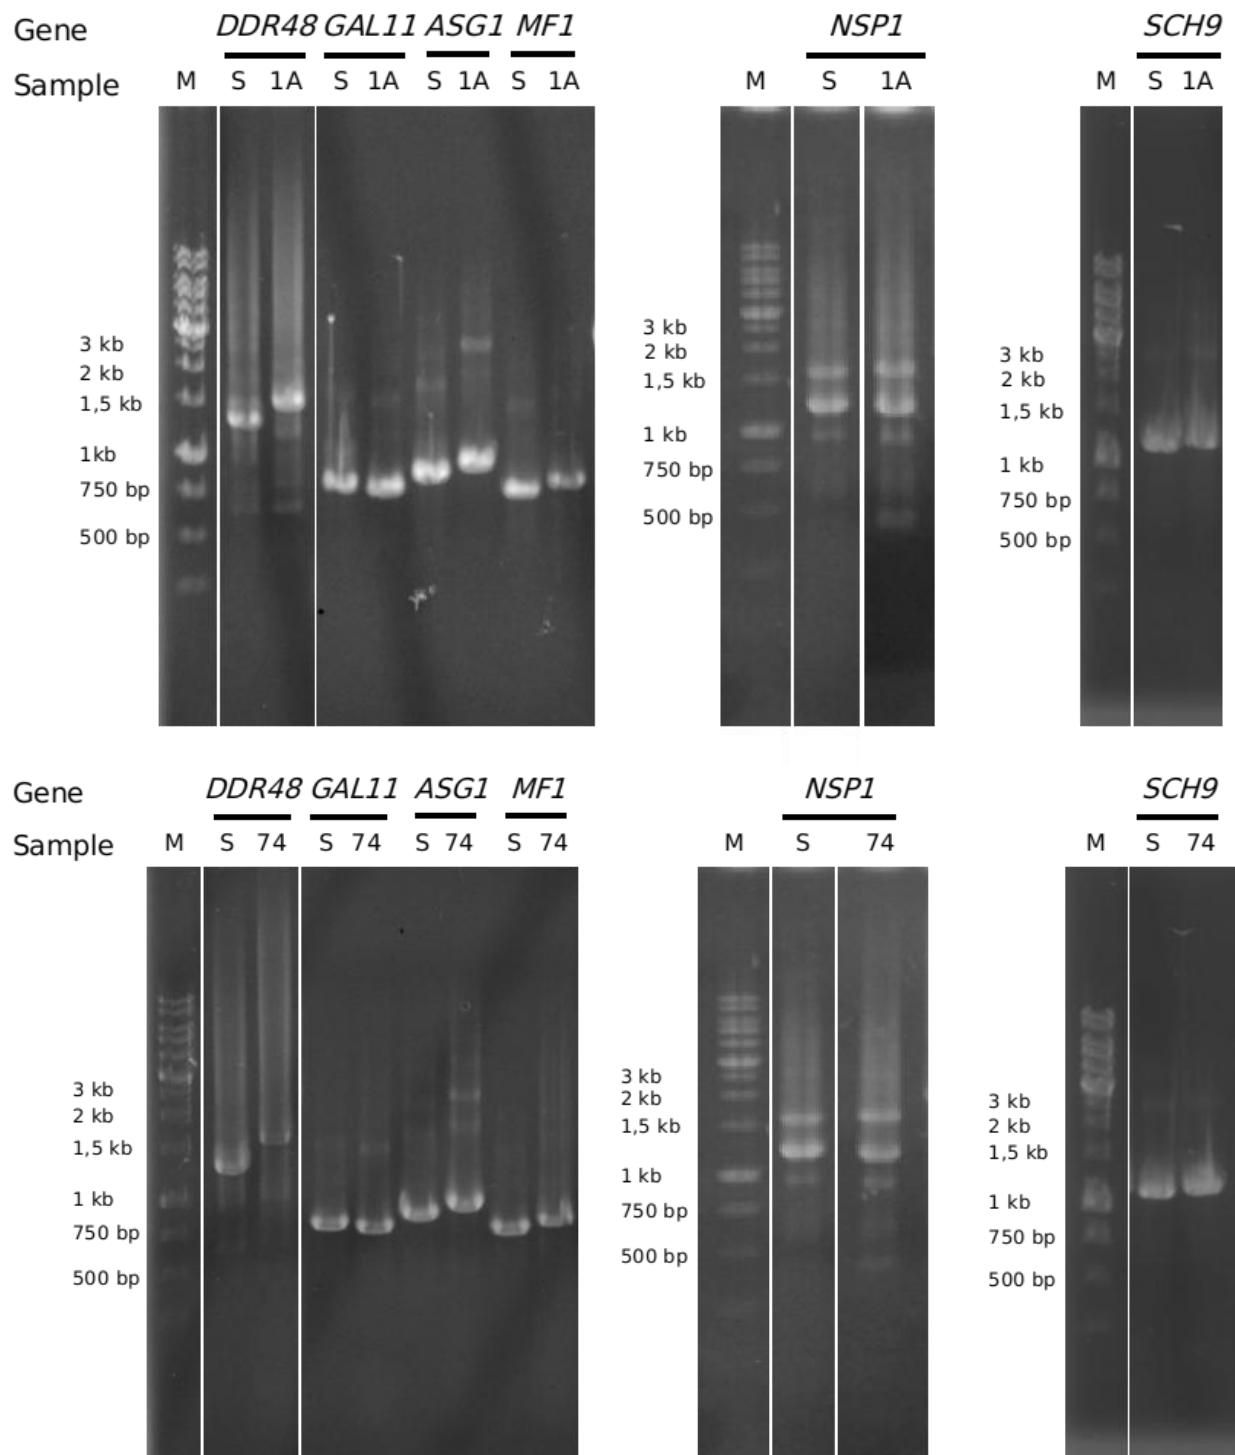 Gene DDR48 GAL11 ASG1 MF1 NSP1 SCH9
Sample M S 1A S 1A S 1A S 1A M S 1A M S 1A
3 kb
2 kb
1,5 kb
1kb
750 bp
500 bp
3 kb
2 kb
1,5 kb
1 kb
750 bp
500 bp
3 kb
2 kb
1,5 kb
1 kb
750 bp
500 bp
Gene DDR48 GAL11 ASG1 MF1 NSP1 SCH9
Sample M S 74 S 74 S 74 S 74 M S 74 M S 74
3 kb
2 kb
1,5 kb
1 kb
750 bp
500 bp
3 kb
2 kb
1,5 kb
1 kb
750 bp
500 bp
3 kb
2 kb
1,5 kb
1 kb
750 bp
500 bp